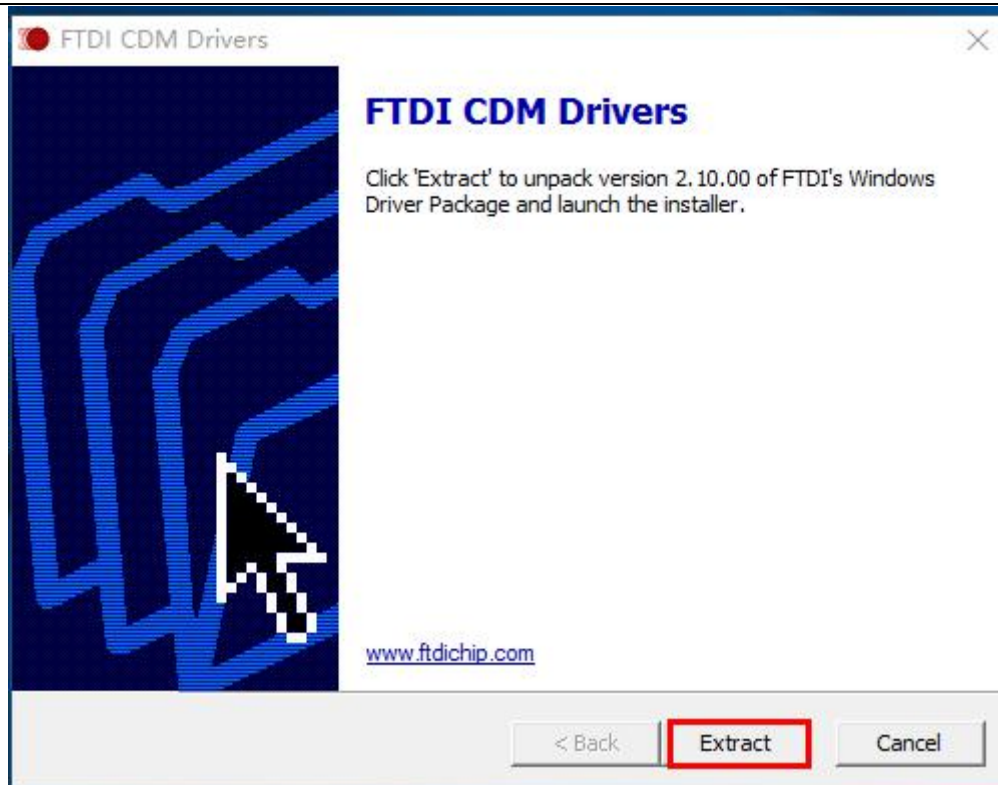 FTDI CDM Drivers
FTDI CDM Drivers
Click 'Extract' to unpack version 2.10.00 of FTDI's Windows
Driver Package and launch the installer.
www.ftdichip.com
< Back
Extract
Cancel